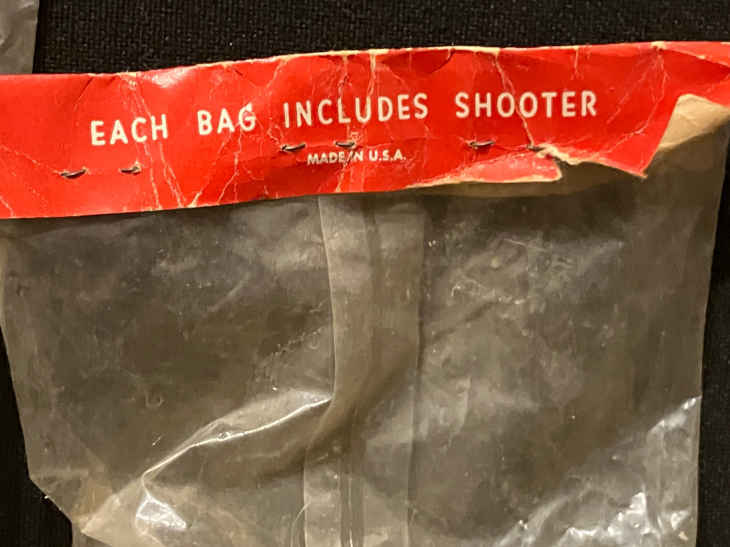 EACH BAG INCLUDES SHOOTER
MADE IN U.S.A.